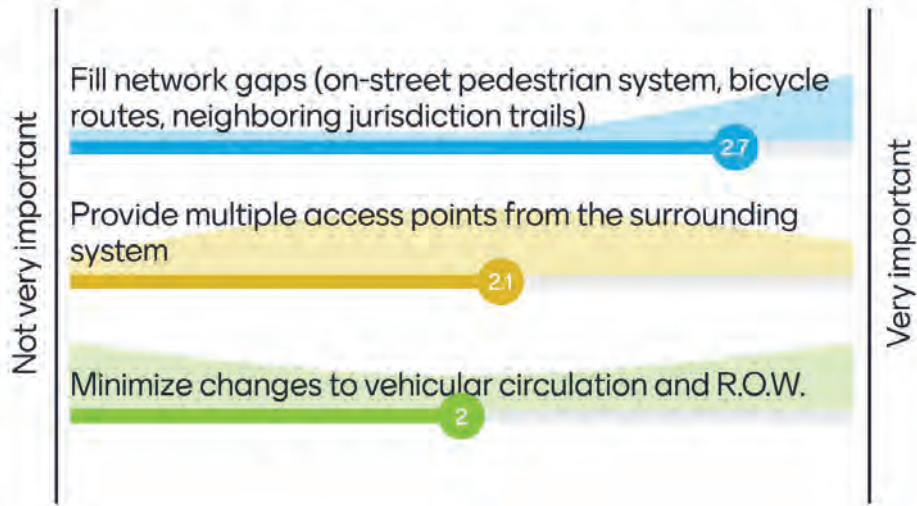 Not very important
Fill network gaps (on-street pedestrian system, bicycle
routes, neighboring jurisdiction trails)
2.7
Provide multiple access points from the surrounding
system
2.1
Minimize changes to vehicular circulation and R.O.W.
2
Very important